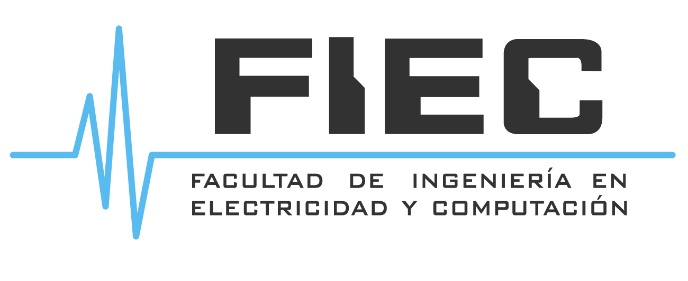 FIEC
FACULTAD DE INGENIERÍA EN
ELECTRICIDAD Y COMPUTACIÓN